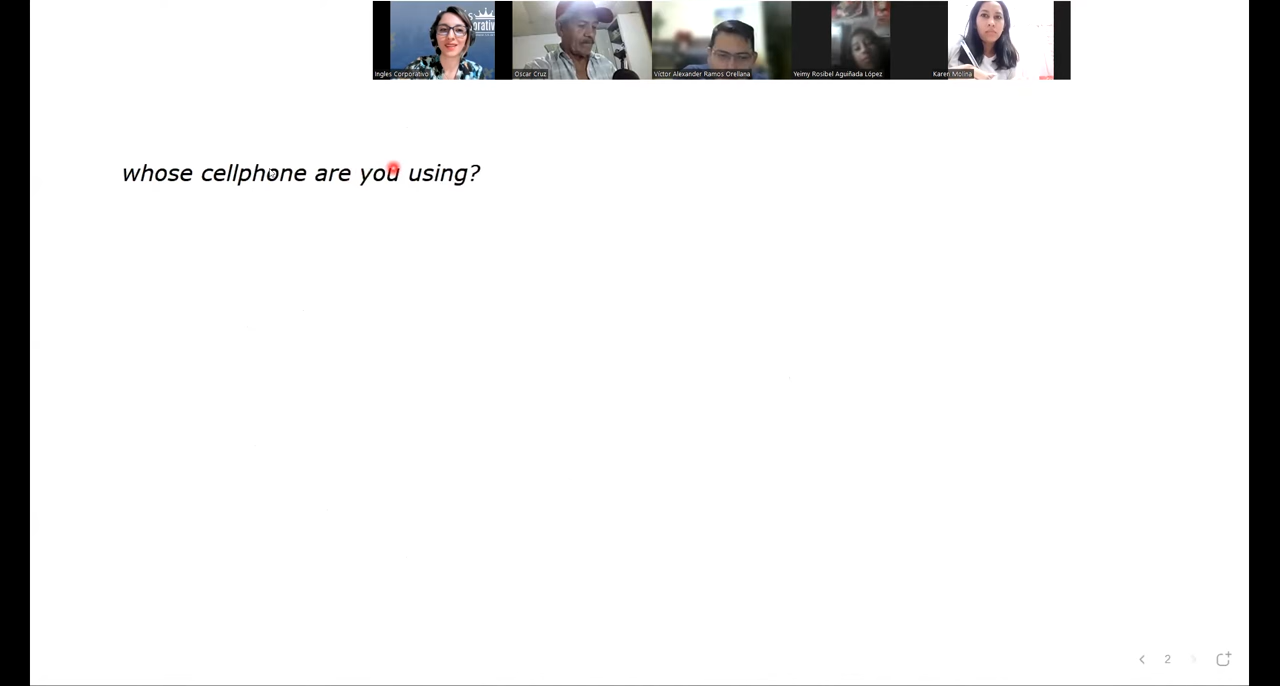 Ingles Corporativo
Oscar Cruz
Víctor Alexander Ramos Orellana
Yeimy Rosibel Aguiñada López
Karen Molina
whose cellphone are you using?
2